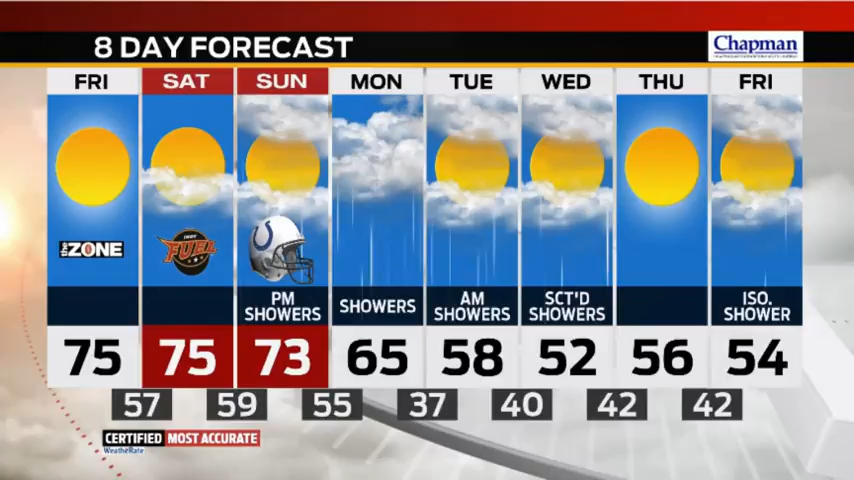 8 DAY FORECAST
Chapman
FRI SAT SUN MON TUE WED THU FRI
the ZONE
INDY
FUEL
PM
SHOWERS
SHOWERS
AM
SHOWERS
SCT'D
SHOWERS
ISO.
SHOWER
75 75 73 65 58 52 56 54
57 59 55 37 40 42 42
CERTIFIED MOST ACCURATE
WeatheRate